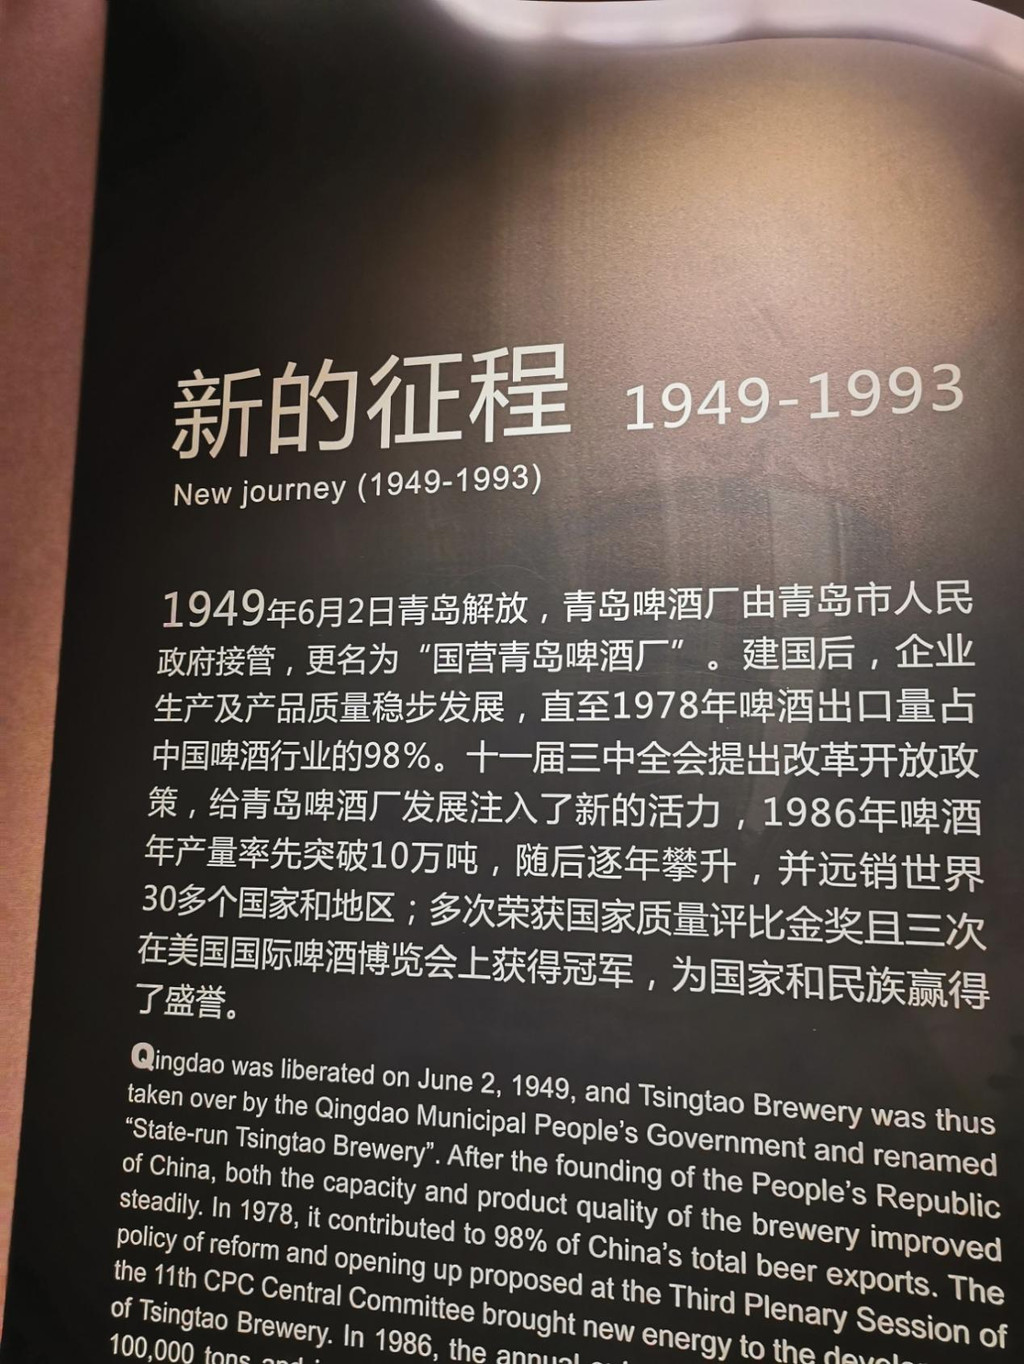 新的征程 1949-1993
New journey (1949-1993)
1949年6月2日青岛解放，青岛啤酒厂由青岛市人民
政府接管，更名为“国营青岛啤酒厂”。建国后，企业
生产及产品质量稳步发展，直至1978年啤酒出口量占
中国啤酒行业的98%。十一届三中全会提出改革开放政
策，给青岛啤酒厂发展注入了新的活力，1986年啤酒
年产量率先突破10万吨，随后逐年攀升，并远销世界
30多个国家和地区；多次荣获国家质量评比金奖且三次
在美国国际啤酒博览会上获得冠军，为国家和民族赢得
了盛誉。
Qingdao was liberated on June 2, 1949, and Tsingtao Brewery was thus
taken over by the Qingdao Municipal People's Government and renamed
“State-run Tsingtao Brewery”. After the founding of the People's Republic
of China, both the capacity and product quality of the brewery improved
steadily. In 1978, it contributed to 98% of China's total beer exports. The
policy of reform and opening up proposed at the Third Plenary Session of
the 11th CPC Central Committee brought new energy to the
of Tsingtao Brewery. In 1986, the annual
100,000 tons and